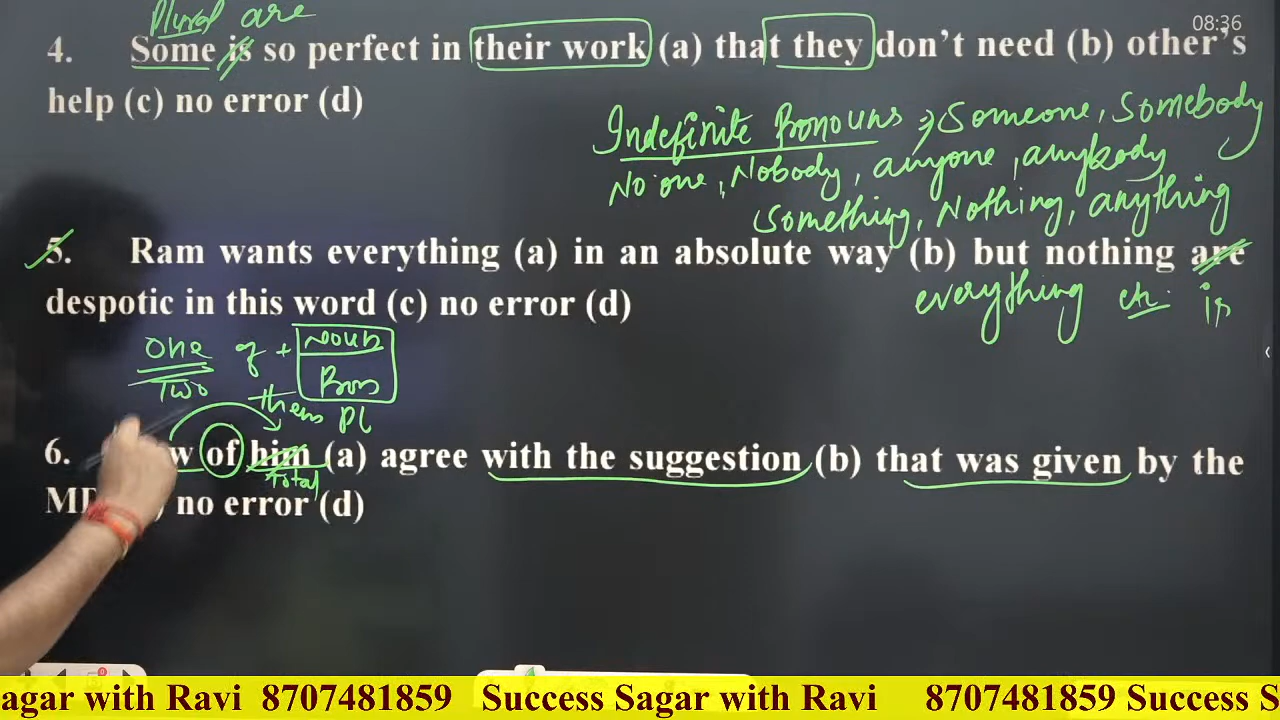 Plural are
08:36
4. Some is so perfect in their work (a) that they don't need (b) other's
help (c) no error (d)
Indefinite Pronouns → Someone, Somebody
No one, Nobody, anyone, anybody
Something, Nothing, anything
5. Ram wants everything (a) in an absolute way (b) but nothing are
everything etc. is
despotic in this word (c) no error (d)
one of + Noun
Two Pron
them Pl
6. of him (a) agree with the suggestion (b) that was given by the
Total
no error (d)
agar with Ravi 8707481859 Success Sagar with Ravi 8707481859 Success S